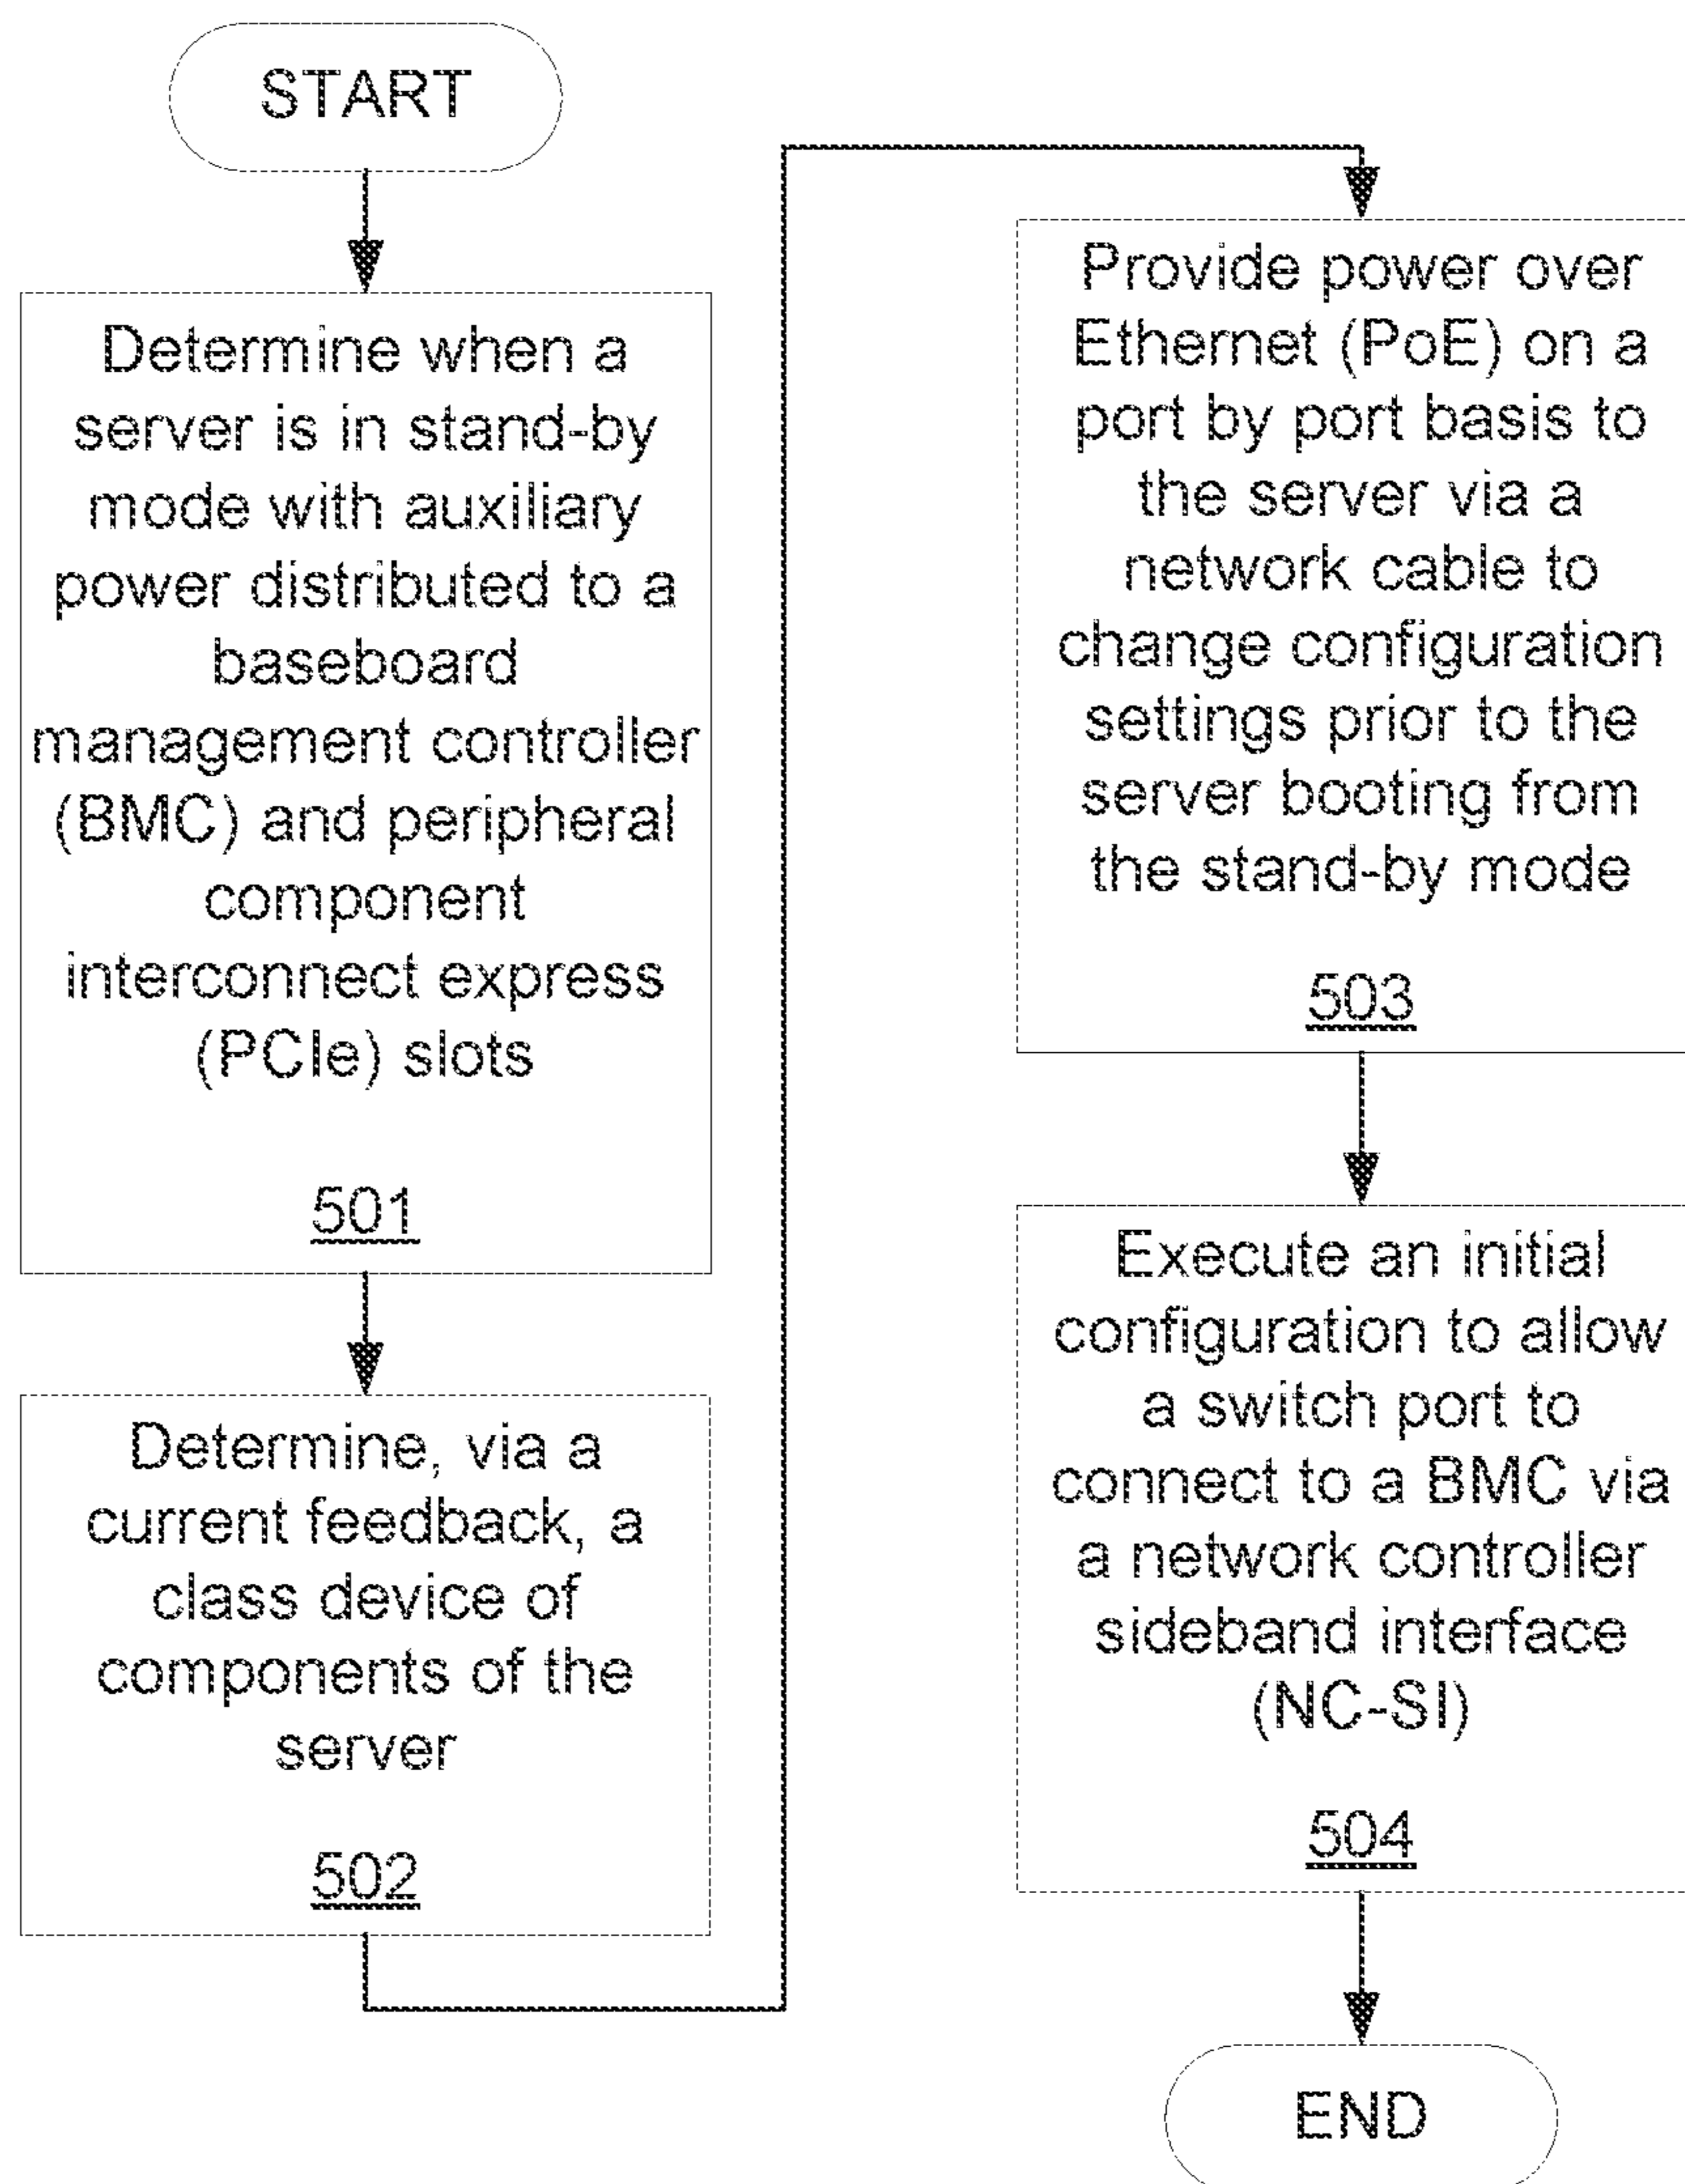 START
Determine when a
server is in stand-by
mode with auxiliary
power distributed to a
baseboard
management controller
(BMC) and peripheral
component
interconnect express
(PCIe) slots
501
Determine, via a
current feedback, a
class device of
components of the
server
502
Provide power over
Ethernet (PoE) on a
port by port basis to
the server via a
network cable to
change configuration
settings prior to the
server booting from
the stand-by mode
503
Execute an initial
configuration to allow
a switch port to
connect to a BMC via
a network controller
sideband interface
(NC-SI)
504
END